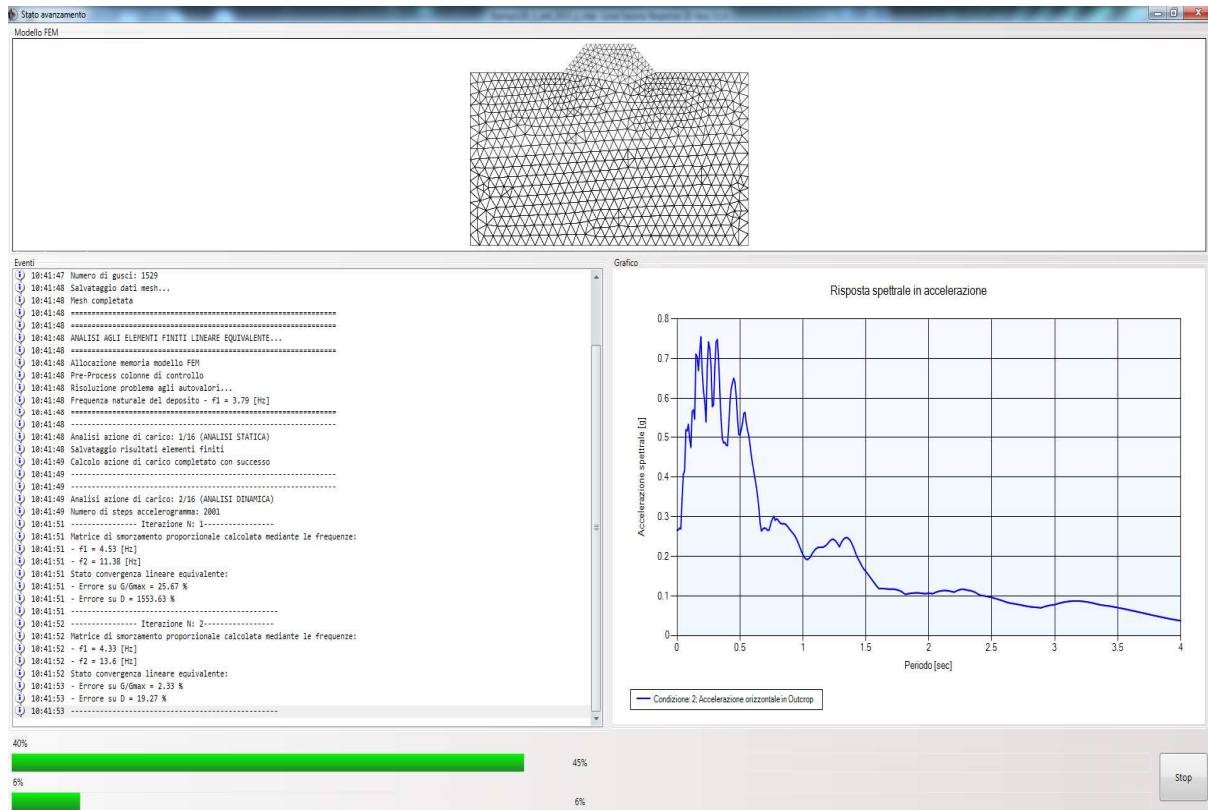 Stato avanzamento
Modello FEM
Eventi
10:41:47 Numero di gusci: 1529
10:41:48 Salvataggio dati mesh...
10:41:48 Mesh completata
10:41:48 ================================================================
10:41:48 ================================================================
10:41:48 ANALISI AGLI ELEMENTI FINITI LINEARE EQUIVALENTE...
10:41:48 ================================================================
10:41:48 Allocazione memoria modello FEM
10:41:48 Pre-Process colonne di controllo
10:41:48 Risoluzione problema agli autovalori...
10:41:48 Frequenza naturale del deposito - f1 = 3.79 [Hz]
10:41:48 ================================================================
10:41:48 ----------------------------------------------------------------
10:41:48 Analisi azione di carico: 1/16 (ANALISI STATICA)
10:41:48 Salvataggio risultati elementi finiti
10:41:49 Calcolo azione di carico completato con successo
10:41:49 ----------------------------------------------------------------
10:41:49 ----------------------------------------------------------------
10:41:49 Analisi azione di carico: 2/16 (ANALISI DINAMICA)
10:41:49 Numero di steps accelerogramma: 2001
10:41:51 ---------------- Iterazione N: 1-----------------
10:41:51 Matrice di smorzamento proporzionale calcolata mediante le frequenze:
10:41:51 - f1 = 4.53 [Hz]
10:41:51 - f2 = 11.38 [Hz]
10:41:51 Stato convergenza lineare equivalente:
10:41:51 - Errore su G/Gmax = 25.67 %
10:41:51 - Errore su D = 1553.63 %
10:41:51 --------------------------------------------------
10:41:52 ---------------- Iterazione N: 2-----------------
10:41:52 Matrice di smorzamento proporzionale calcolata mediante le frequenze:
10:41:52 - f1 = 4.33 [Hz]
10:41:52 - f2 = 13.6 [Hz]
10:41:52 Stato convergenza lineare equivalente:
10:41:53 - Errore su G/Gmax = 2.33 %
10:41:53 - Errore su D = 19.27 %
10:41:53 --------------------------------------------------
Grafico
Risposta spettrale in accelerazione
Accelerazione spettrale [g]
0.8
0.7
0.6
0.5
0.4
0.3
0.2
0.1
0
0 0.5 1 1.5 2 2.5 3 3.5 4
Periodo [sec]
Condizione: 2; Accelerazione orizzontale in Outcrop
40%
45%
6%
6%
Stop